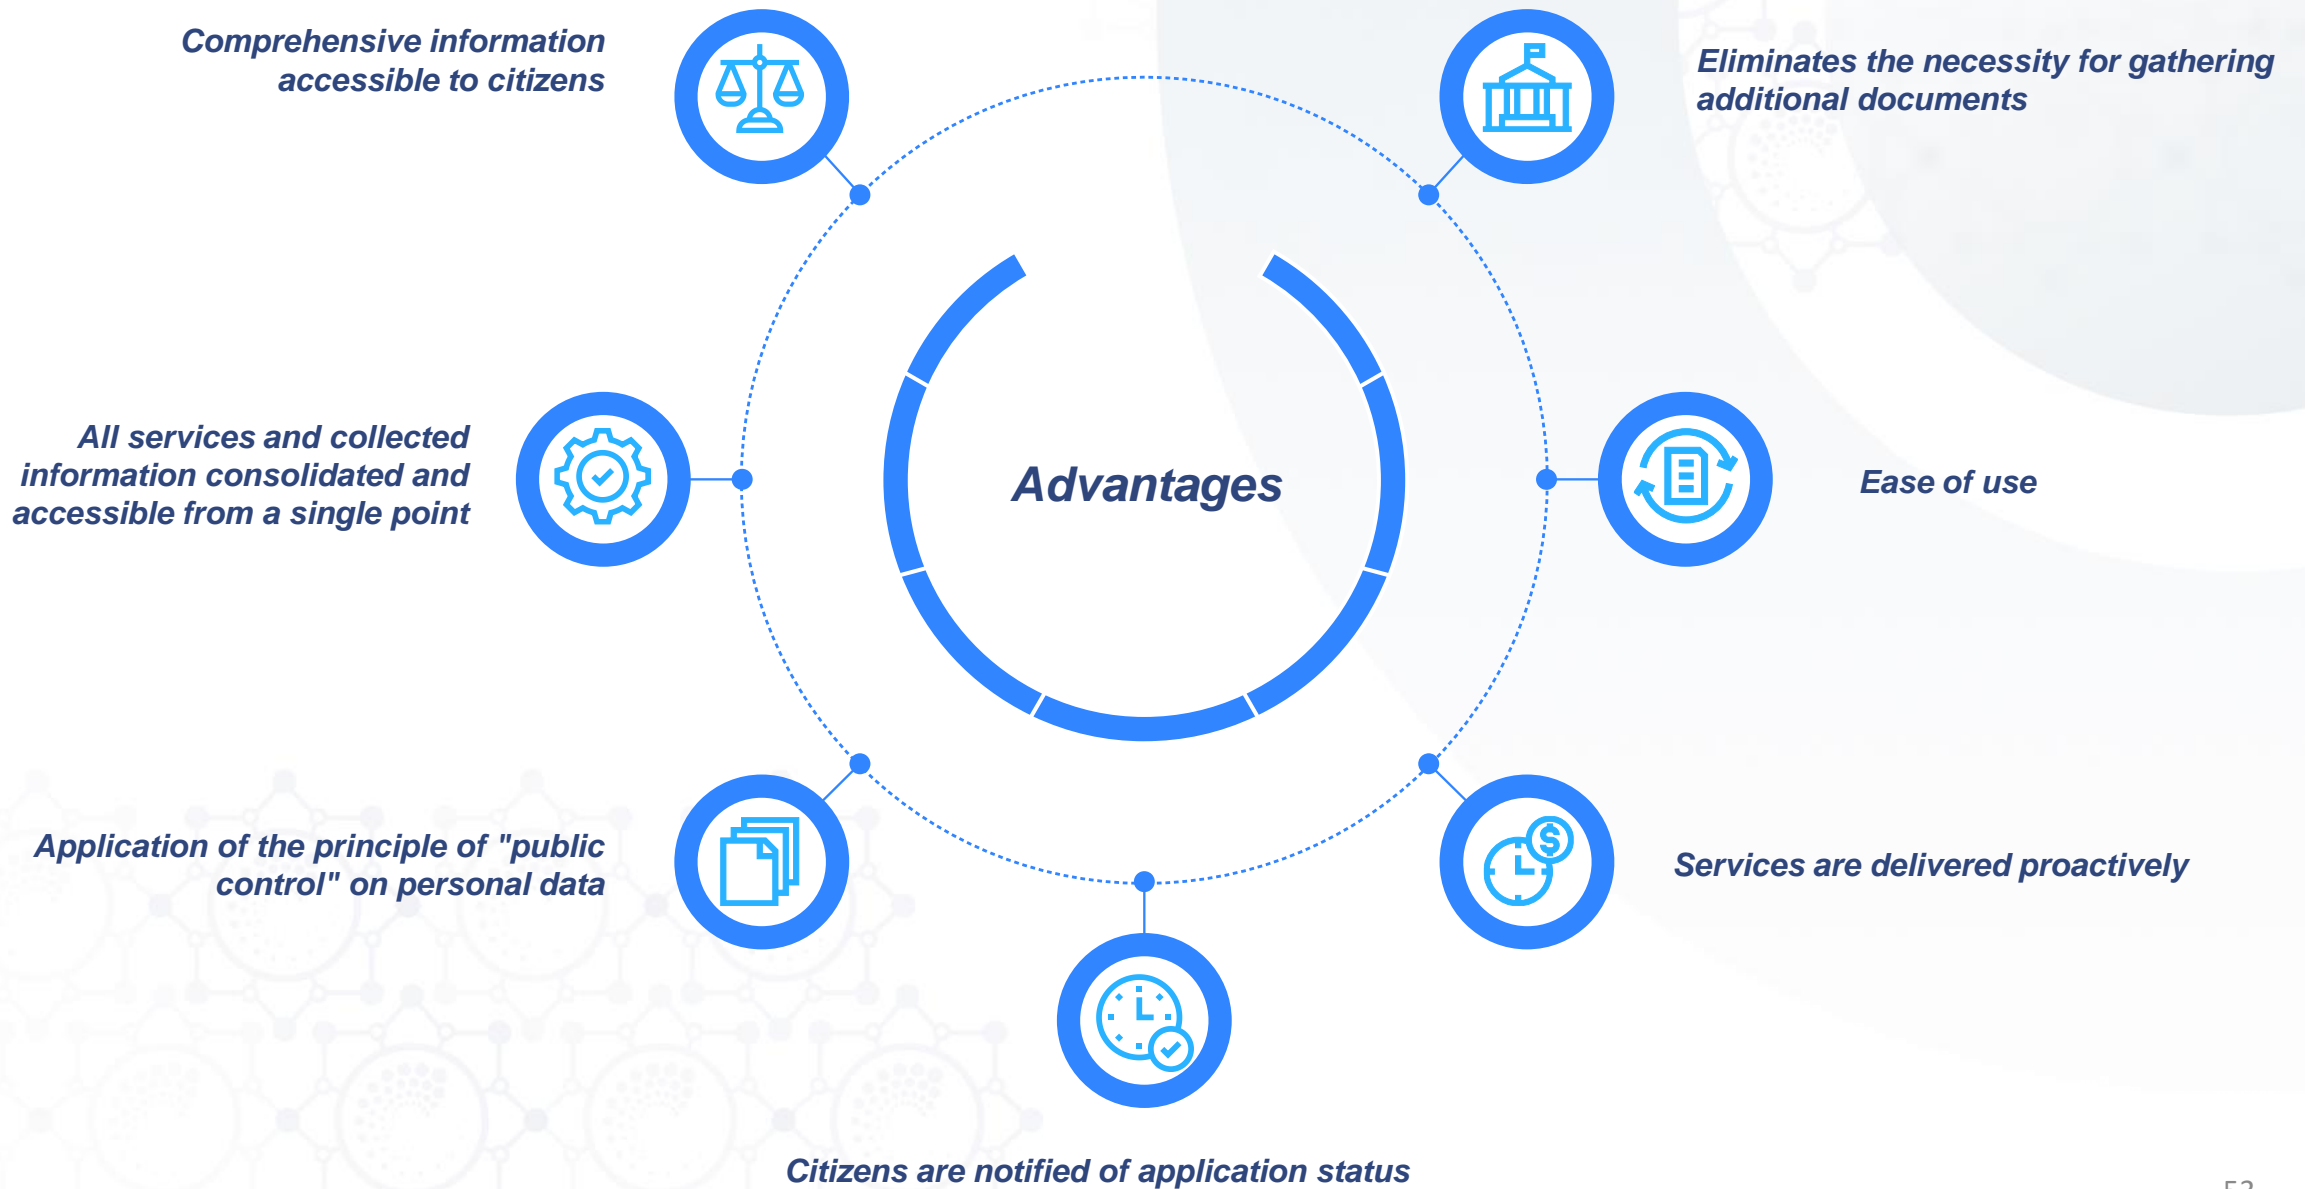 Comprehensive information
accessible to citizens
Eliminates the necessity for gathering
additional documents
All services and collected
information consolidated and
accessible from a single point
Advantages
Ease of use
Application of the principle of "public
control" on personal data
Services are delivered proactively
$
Citizens are notified of application status